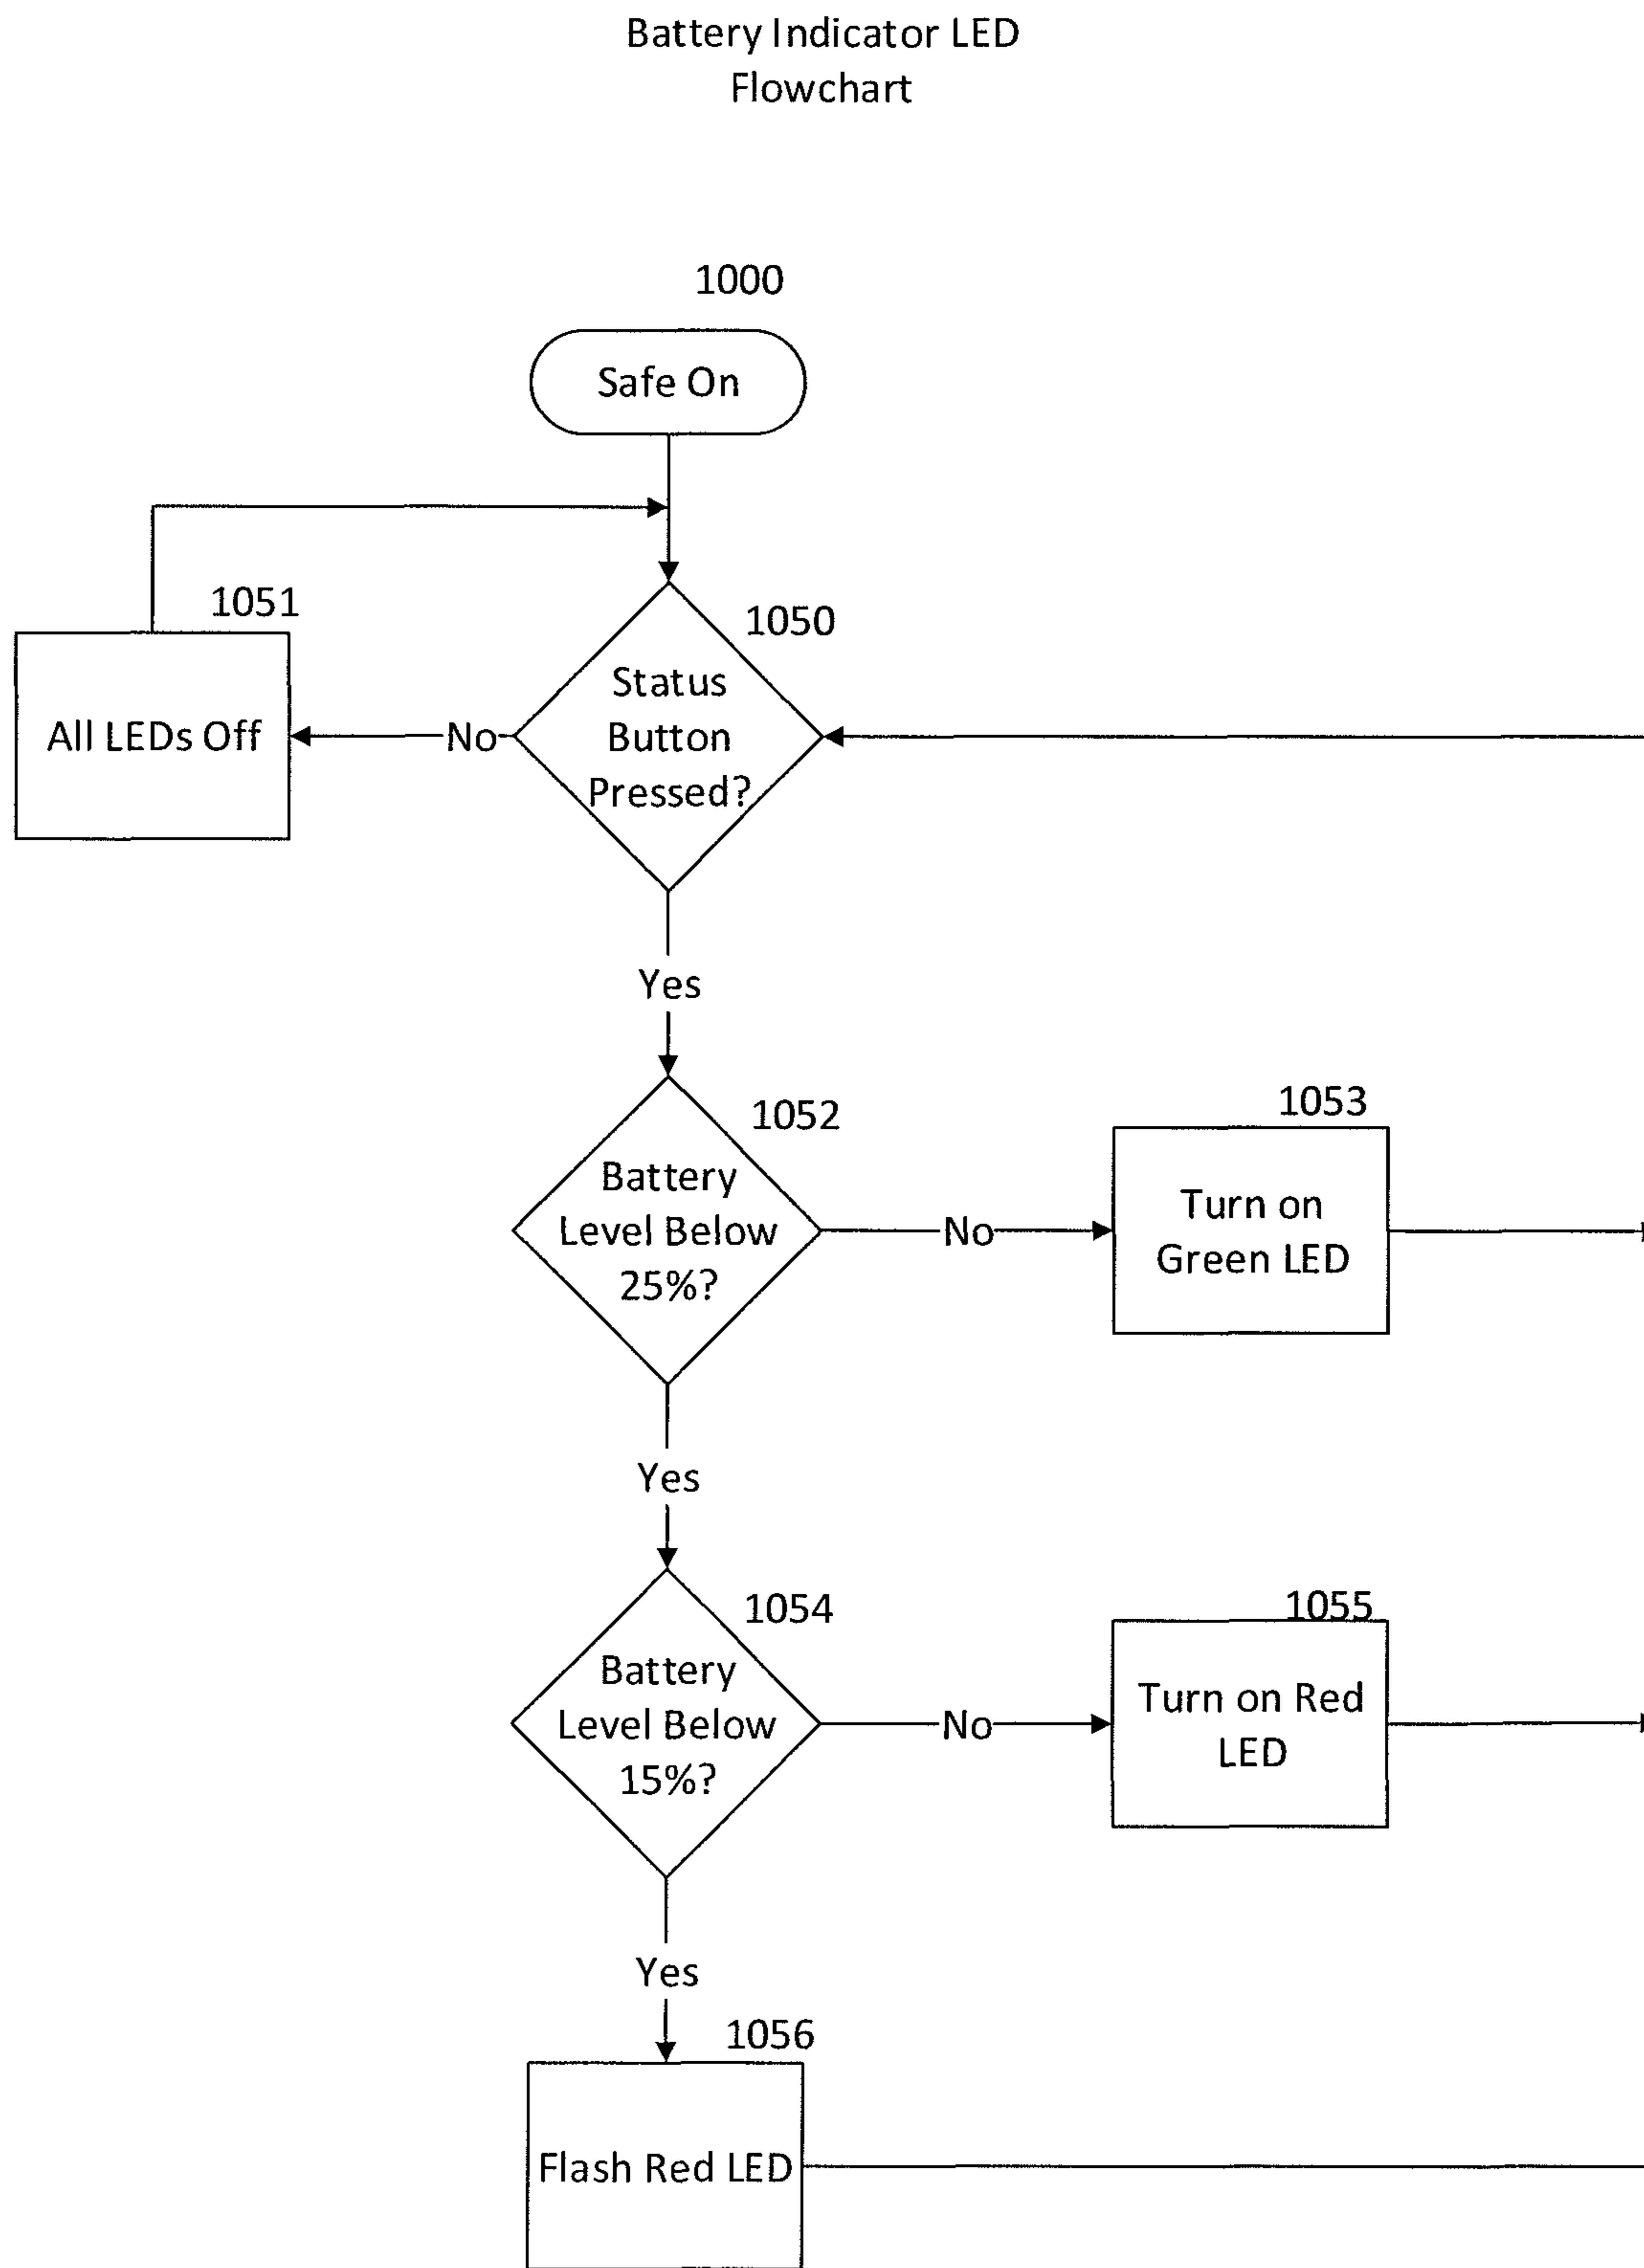 Battery Indicator LED
Flowchart
1000
Safe On
1051
1050
All LEDs Off
No
Status
Button
Pressed?
Yes
1052
1053
Battery
Level Below
25%?
No
Turn on
Green LED
Yes
1054
1055
Battery
Level Below
15%?
No
Turn on Red
LED
Yes
1056
Flash Red LED